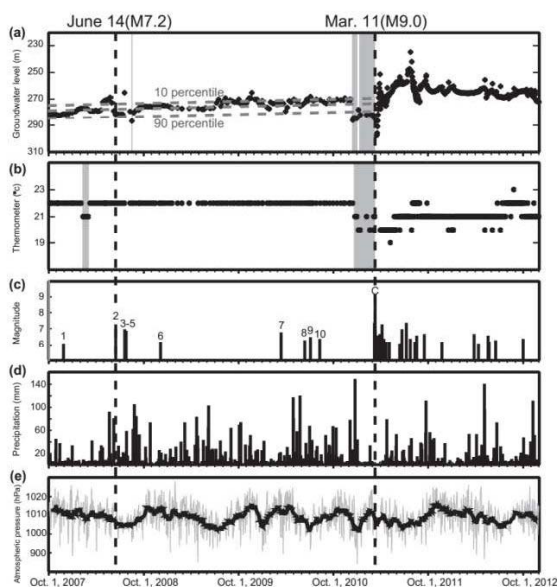 June 14(M7.2) Mar. 11(M9.0)
(a)
Groundwater level (m)
230
250
270
290
310
10 percentile
90 percentile
(b)
Thermometer (°c)
23
21
19
(c)
Magnitude
9
8
7
6
1
2
3-5
6
7
8
9
10
C
(d)
Precipitation (mm)
140
100
60
20
(e)
Atmospheric pressure (hPa)
1020
1010
1000
900
Oct. 1, 2007 Oct. 1, 2008 Oct. 1, 2009 Oct. 1, 2010 Oct. 1, 2011 Oct. 1, 2012